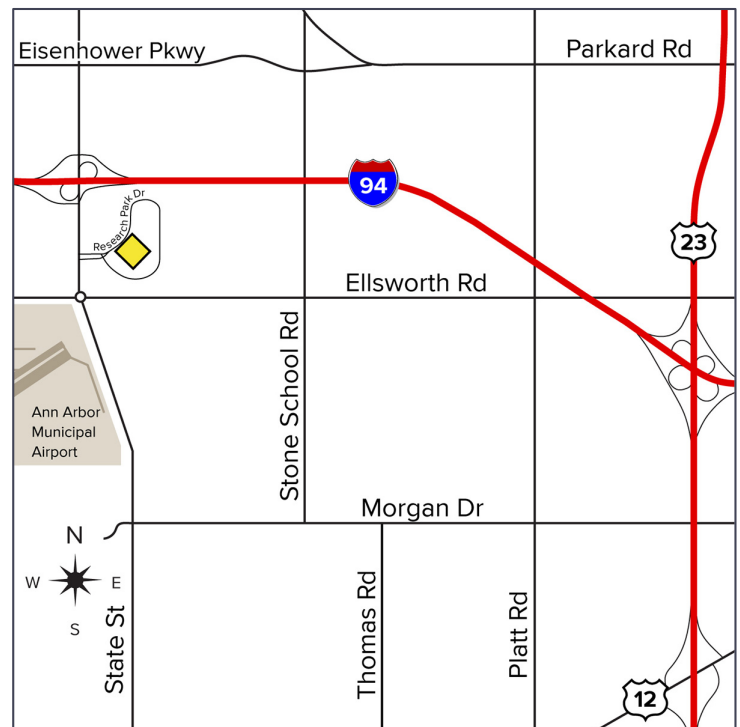 Eisenhower Pkwy
Parkard Rd
94
Research Park Dr
23
Ellsworth Rd
Stone School Rd
Ann Arbor
Municipal
Airport
Morgan Dr
N
W
E
S
State St
Thomas Rd
Platt Rd
12